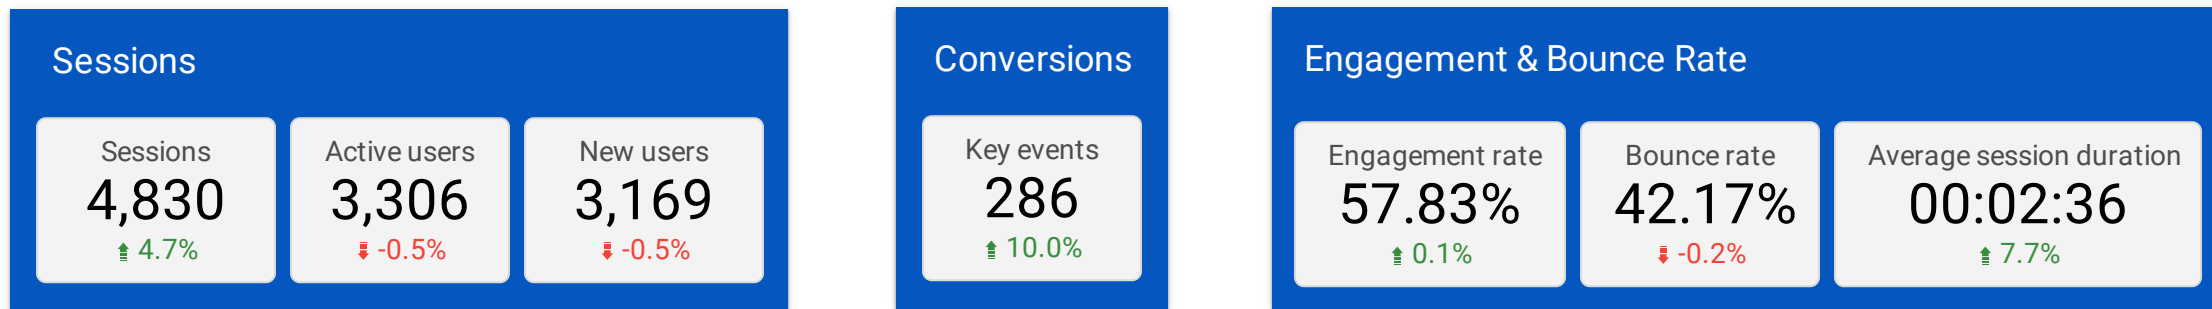 Sessions
Sessions
4,830
4.7%
Active users
3,306
-0.5%
New users
3,169
-0.5%
Conversions
Key events
286
10.0%
Engagement & Bounce Rate
Engagement rate
57.83%
0.1%
Bounce rate
42.17%
-0.2%
Average session duration
00:02:36
7.7%